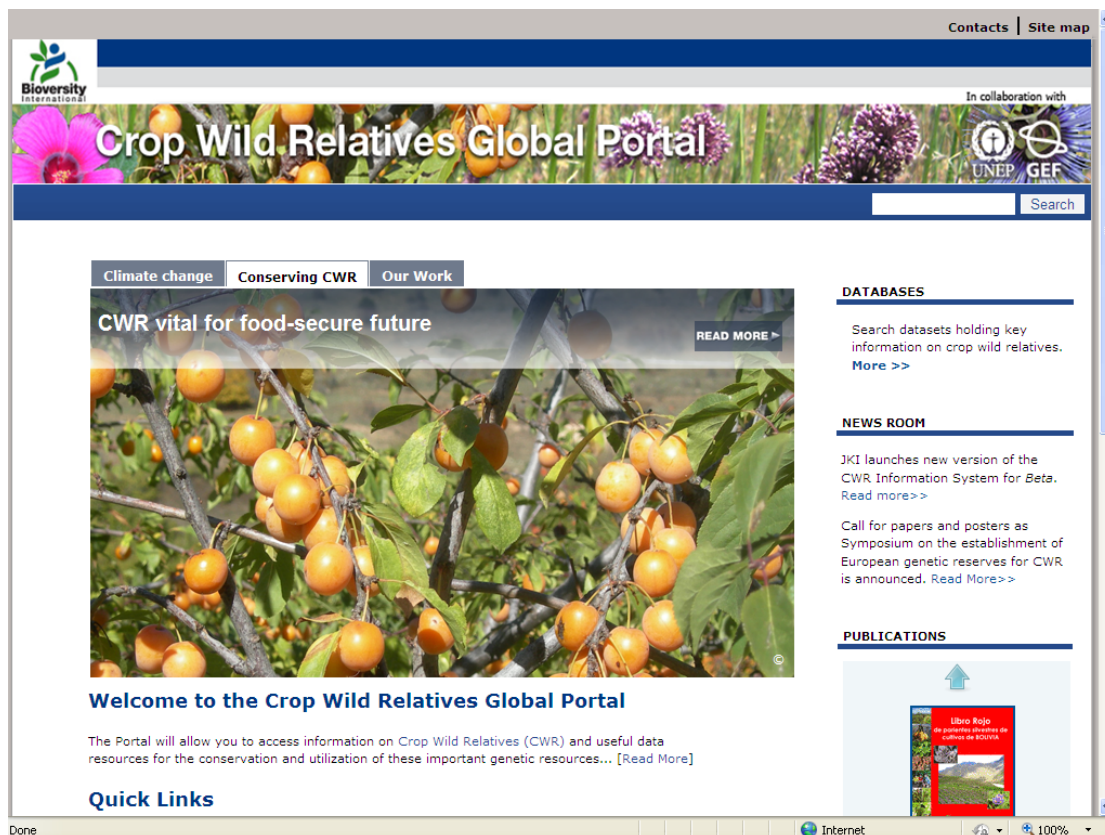 Contacts | Site map
Bioversity
International
In collaboration with
Crop Wild Relatives Global Portal
UNEP GEF
Search
Climate change
Conserving CWR
Our Work
CWR vital for food-secure future
READ MORE
©
Welcome to the Crop Wild Relatives Global Portal
The Portal will allow you to access information on Crop Wild Relatives (CWR) and useful data
resources for the conservation and utilization of these important genetic resources... [Read More]
Quick Links
DATABASES
Search datasets holding key
information on crop wild relatives.
More >>
NEWS ROOM
JKI launches new version of the
CWR Information System for Beta.
Read more>>
Call for papers and posters as
Symposium on the establishment of
European genetic reserves for CWR
is announced. Read More>>
PUBLICATIONS
Libro Rojo
de parientes silvestres de
cultivos de BOLIVIA
Done
Internet
100%